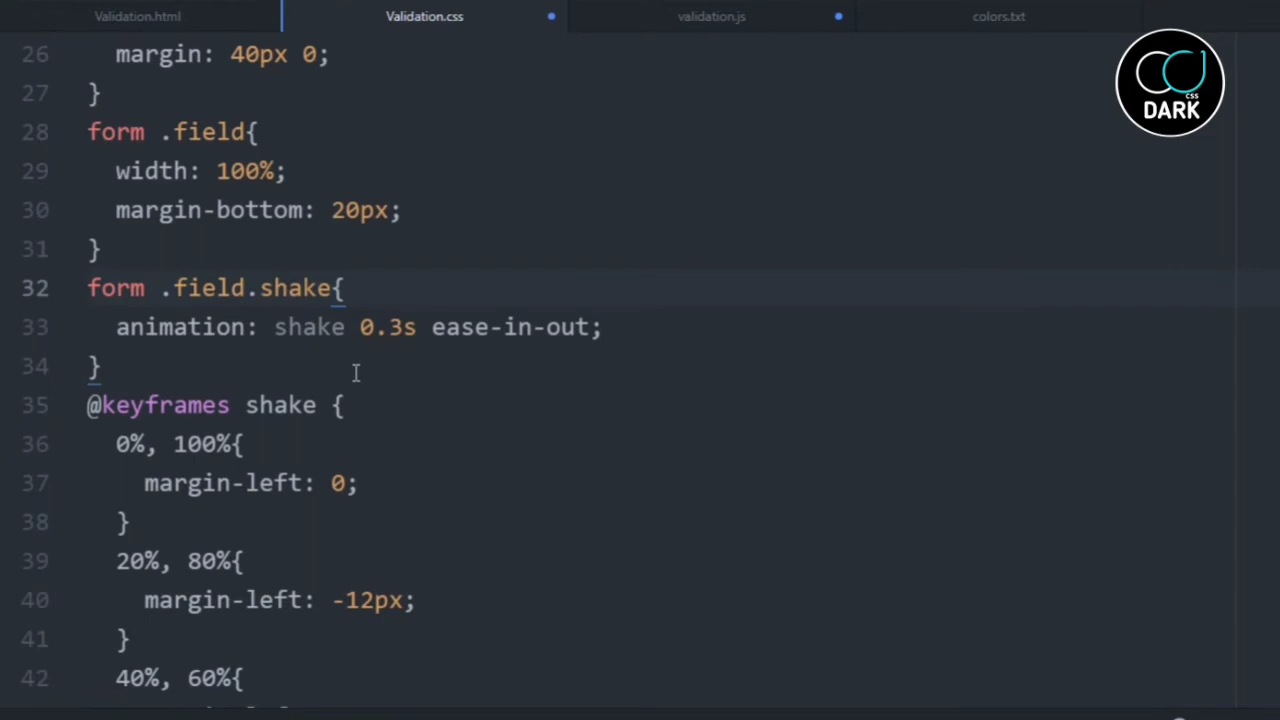 Validation.html Validation.css validation.js colors.txt
26 margin: 40px 0;
27 }
28 form .field{
29 width: 100%;
30 margin-bottom: 20px;
31 }
32 form .field.shake{
33 animation: shake 0.3s ease-in-out;
34 }
35 @keyframes shake {
36 0%, 100%{
37 margin-left: 0;
38 }
39 20%, 80%{
40 margin-left: -12px;
41 }
42 40%, 60%{
css
DARK